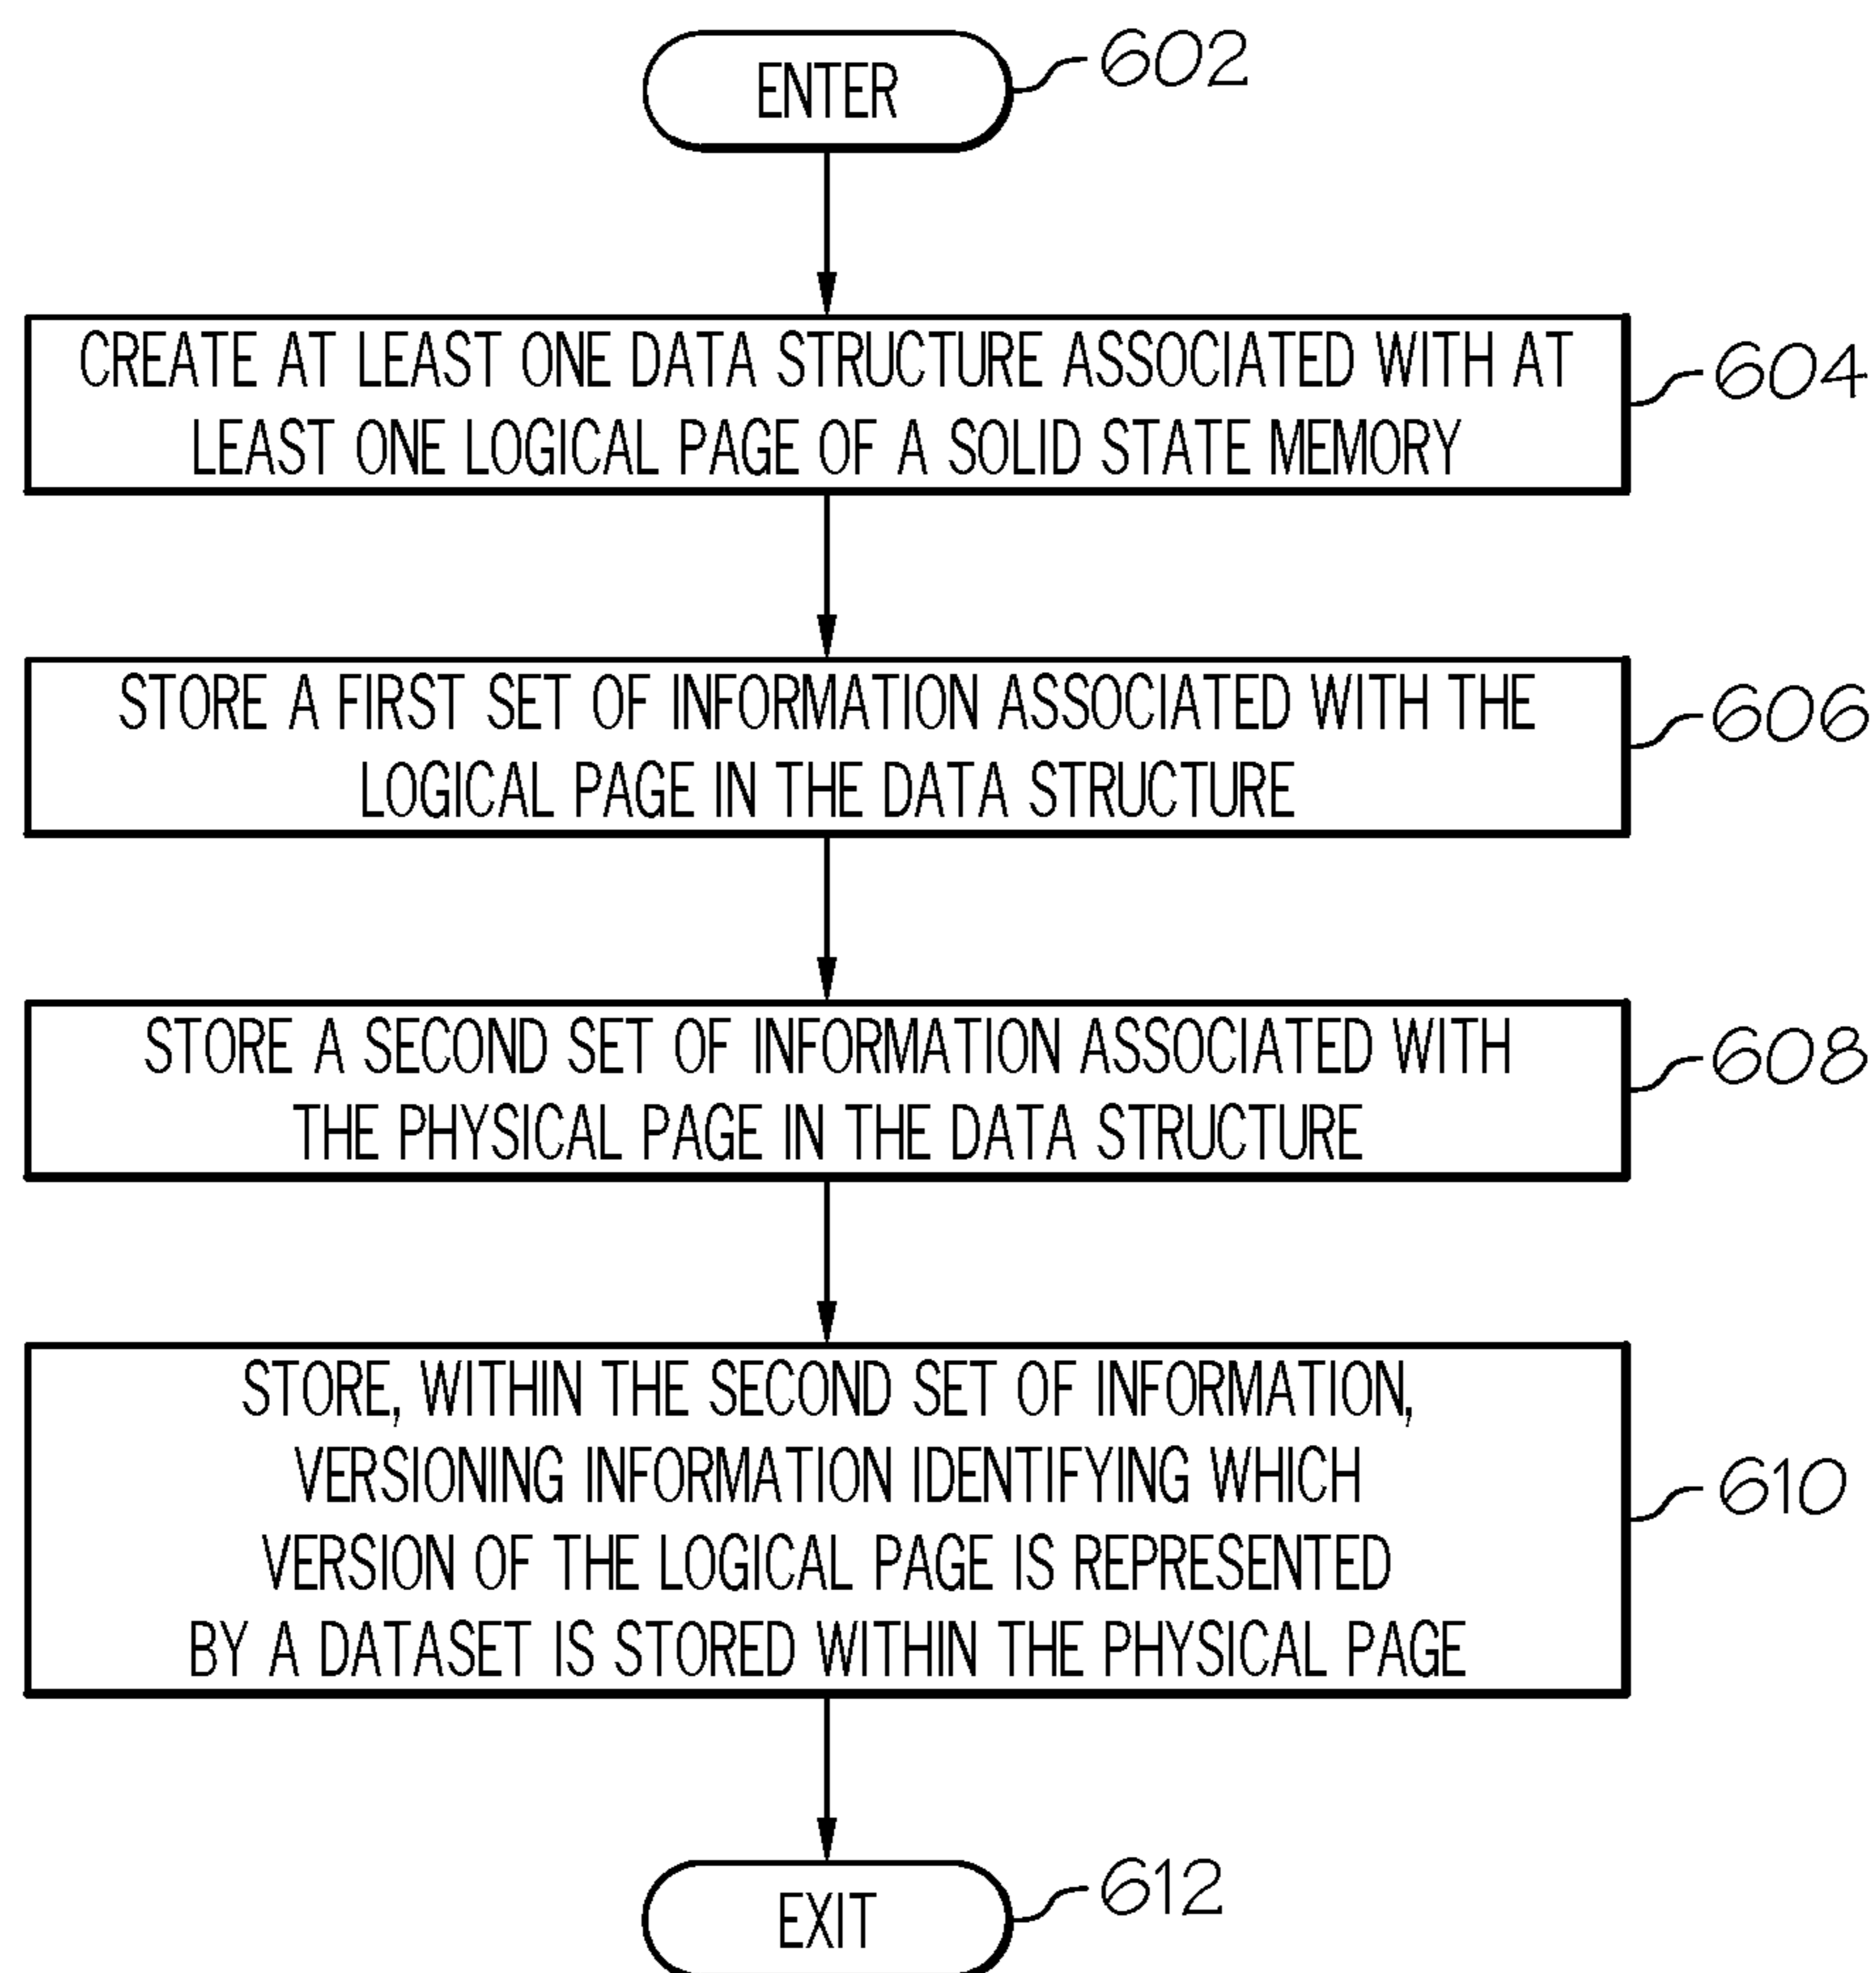 ENTER
602
CREATE AT LEAST ONE DATA STRUCTURE ASSOCIATED WITH AT
LEAST ONE LOGICAL PAGE OF A SOLID STATE MEMORY
604
STORE A FIRST SET OF INFORMATION ASSOCIATED WITH THE
LOGICAL PAGE IN THE DATA STRUCTURE
606
STORE A SECOND SET OF INFORMATION ASSOCIATED WITH
THE PHYSICAL PAGE IN THE DATA STRUCTURE
608
STORE, WITHIN THE SECOND SET OF INFORMATION,
VERSIONING INFORMATION IDENTIFYING WHICH
VERSION OF THE LOGICAL PAGE IS REPRESENTED
BY A DATASET IS STORED WITHIN THE PHYSICAL PAGE
610
EXIT
612